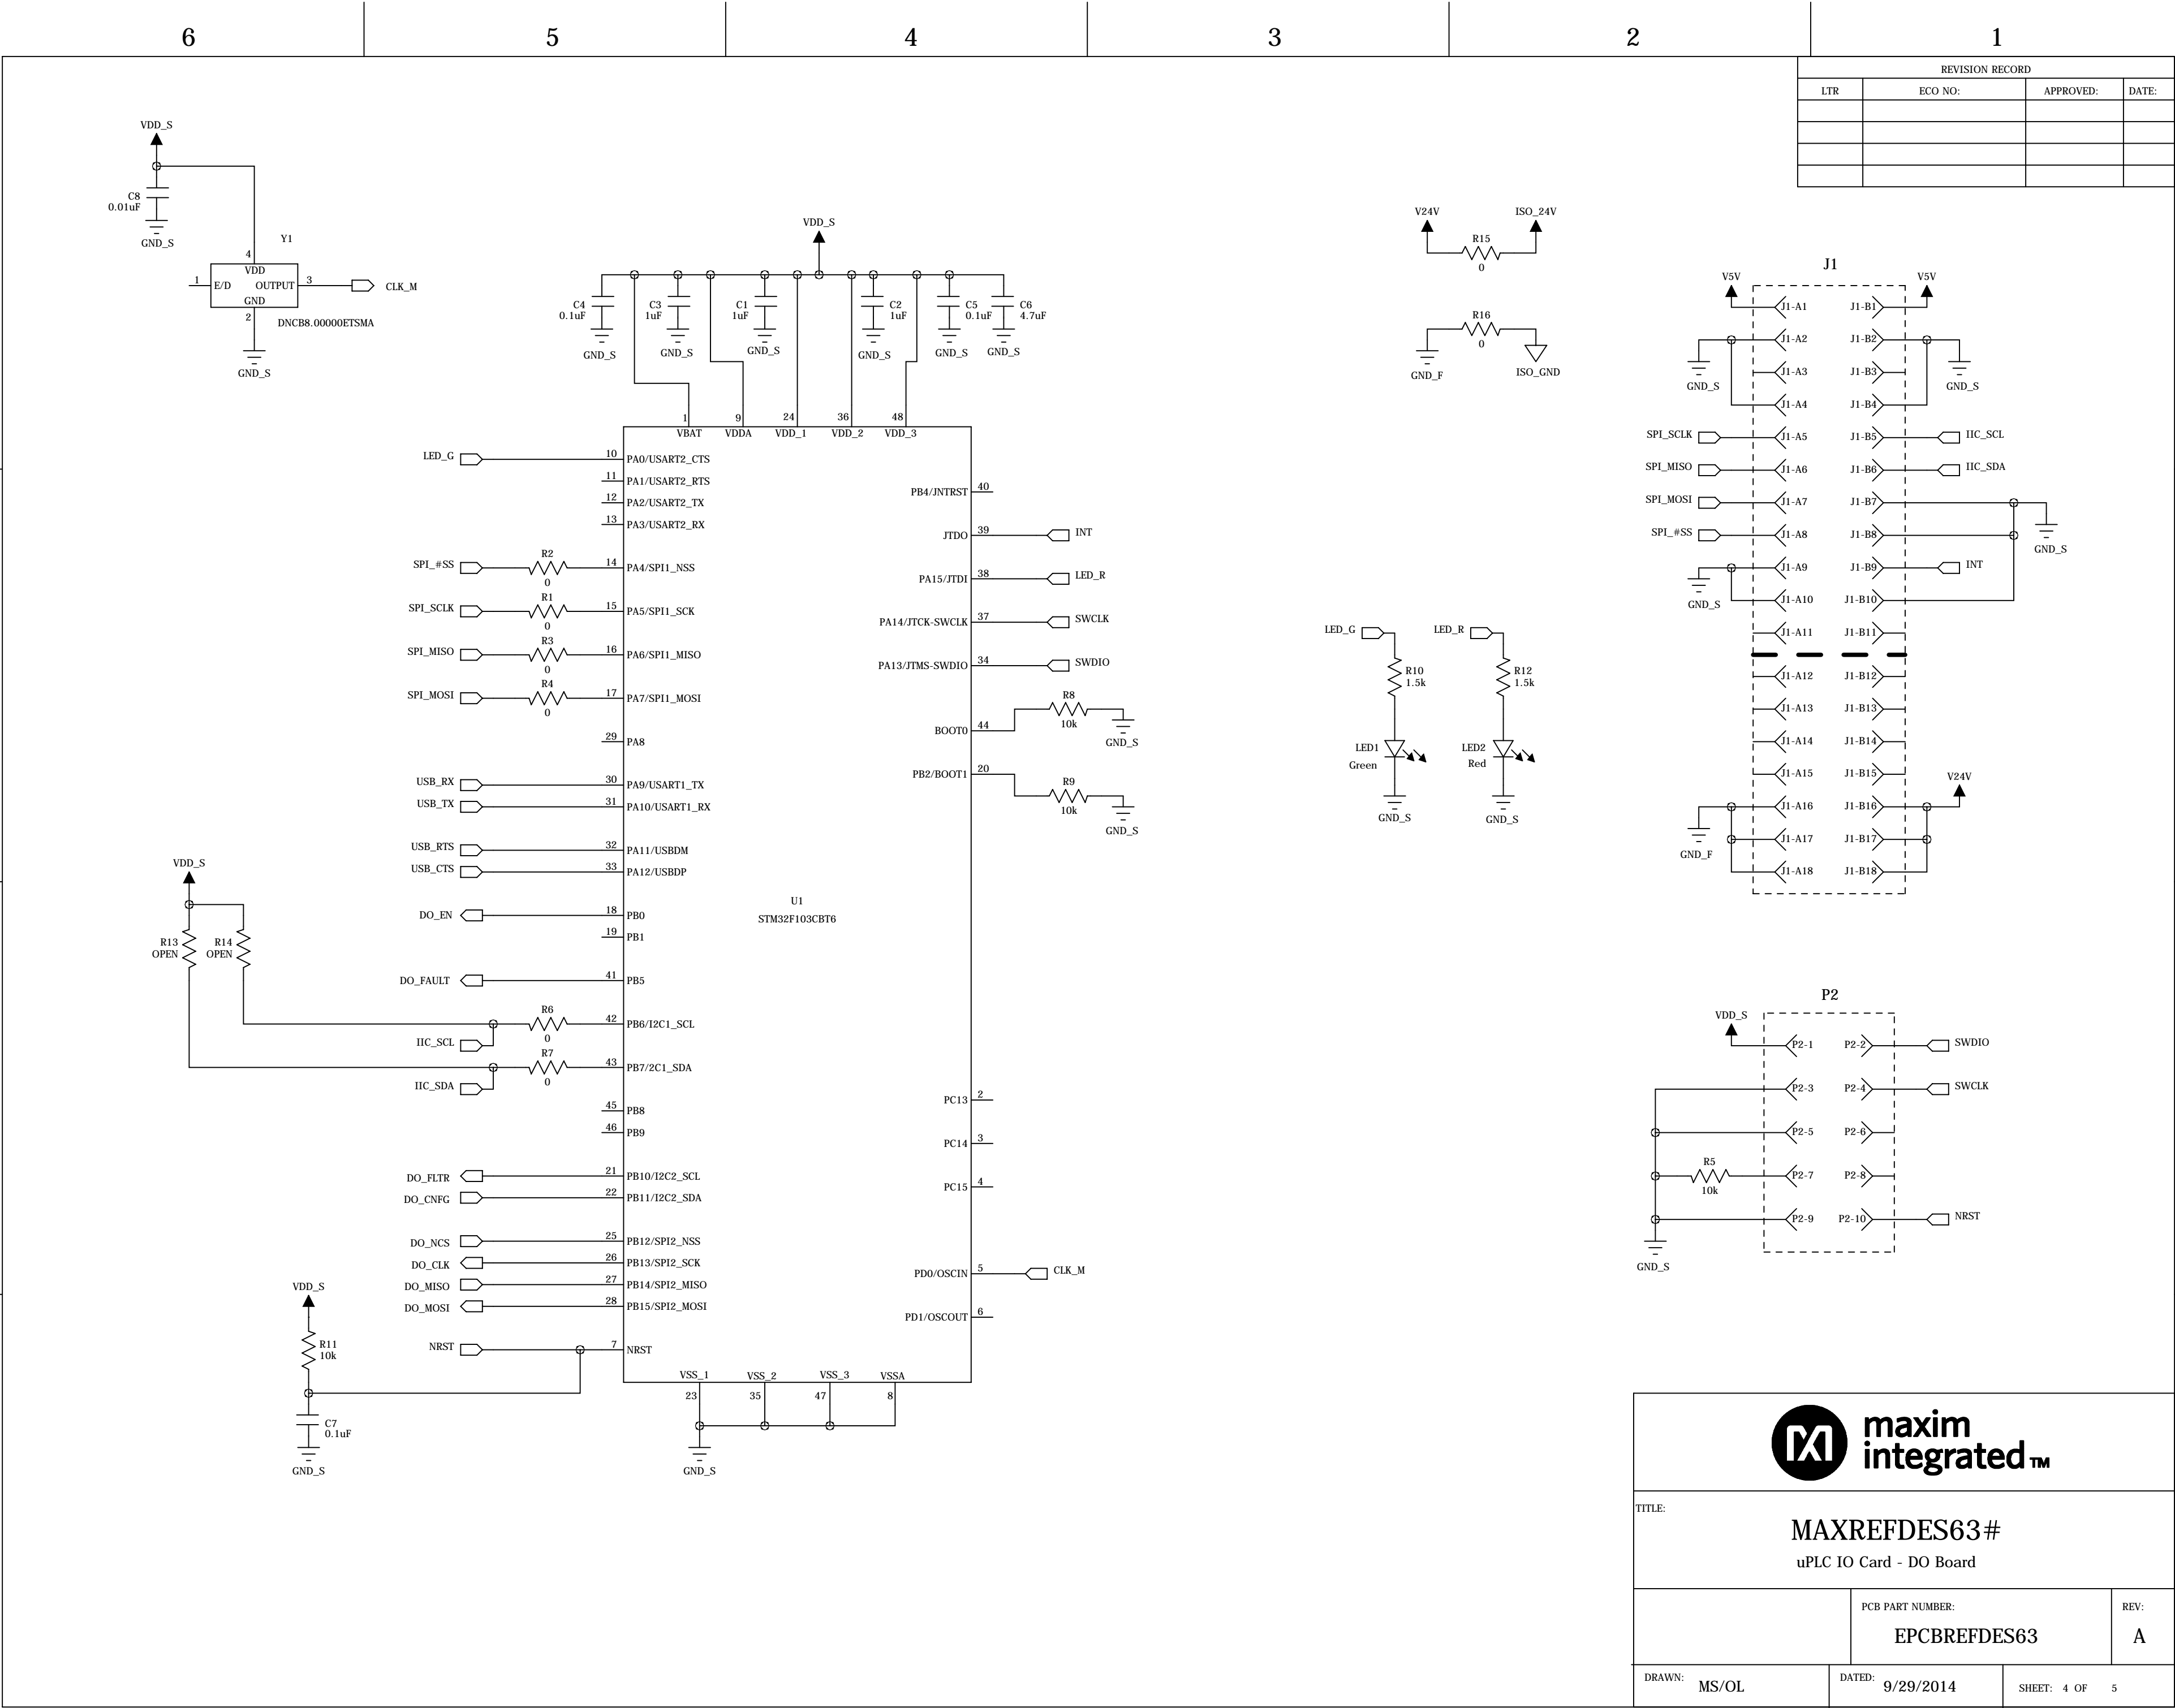 6 5 4 3 2 1
REVISION RECORD
LTR ECO NO: APPROVED: DATE:
VDD_S
C8
0.01uF
GND_S
Y1
4
VDD
1 E/D OUTPUT 3 CLK_M
GND
2
DNCB8.00000ETSMA
GND_S
VDD_S
C4
0.1uF
GND_S
C3
1uF
GND_S
C1
1uF
GND_S
C2
1uF
GND_S
C5
0.1uF
GND_S
C6
4.7uF
GND_S
1 9 24 36 48
VBAT VDDA VDD_1 VDD_2 VDD_3
LED_G 10 PA0/USART2_CTS
11 PA1/USART2_RTS
12 PA2/USART2_TX
13 PA3/USART2_RX
SPI_#SS R2 0 14 PA4/SPI1_NSS
SPI_SCLK R1 0 15 PA5/SPI1_SCK
SPI_MISO R3 0 16 PA6/SPI1_MISO
SPI_MOSI R4 0 17 PA7/SPI1_MOSI
29 PA8
USB_RX 30 PA9/USART1_TX
USB_TX 31 PA10/USART1_RX
USB_RTS 32 PA11/USBDM
USB_CTS 33 PA12/USBDP
DO_EN 18 PB0
19 PB1
DO_FAULT 41 PB5
VDD_S
R13
OPEN
R14
OPEN
IIC_SCL R6 0 42 PB6/I2C1_SCL
IIC_SDA R7 0 43 PB7/2C1_SDA
45 PB8
46 PB9
DO_FLTR 21 PB10/I2C2_SCL
DO_CNFG 22 PB11/I2C2_SDA
DO_NCS 25 PB12/SPI2_NSS
DO_CLK 26 PB13/SPI2_SCK
DO_MISO 27 PB14/SPI2_MISO
DO_MOSI 28 PB15/SPI2_MOSI
NRST 7 NRST
VDD_S
R11
10k
C7
0.1uF
GND_S
U1
STM32F103CBT6
PB4/JNTRST 40
JTDO 39 INT
PA15/JTDI 38 LED_R
PA14/JTCK-SWCLK 37 SWCLK
PA13/JTMS-SWDIO 34 SWDIO
BOOT0 44 R8 10k GND_S
PB2/BOOT1 20 R9 10k GND_S
PC13 2
PC14 3
PC15 4
PD0/OSCIN 5 CLK_M
PD1/OSCOUT 6
VSS_1 VSS_2 VSS_3 VSSA
23 35 47 8
GND_S
V24V ISO_24V
R15
0
R16
0
GND_F ISO_GND
LED_G
R10
1.5k
LED1
Green
GND_S
LED_R
R12
1.5k
LED2
Red
GND_S
J1
V5V V5V
J1-A1 J1-B1
J1-A2 J1-B2
GND_S J1-A3 J1-B3 GND_S
J1-A4 J1-B4
SPI_SCLK J1-A5 J1-B5 IIC_SCL
SPI_MISO J1-A6 J1-B6 IIC_SDA
SPI_MOSI J1-A7 J1-B7
SPI_#SS J1-A8 J1-B8 GND_S
J1-A9 J1-B9 INT
GND_S J1-A10 J1-B10
J1-A11 J1-B11
J1-A12 J1-B12
J1-A13 J1-B13
J1-A14 J1-B14
J1-A15 J1-B15 V24V
J1-A16 J1-B16
GND_F J1-A17 J1-B17
J1-A18 J1-B18
P2
VDD_S
P2-1 P2-2 SWDIO
P2-3 P2-4 SWCLK
P2-5 P2-6
R5 10k P2-7 P2-8
P2-9 P2-10 NRST
GND_S
maxim
integrated™
TITLE:
MAXREFDES63#
uPLC IO Card - DO Board
PCB PART NUMBER: REV:
EPCBREFDES63 A
DRAWN: MS/OL DATED: 9/29/2014 SHEET: 4 OF 5